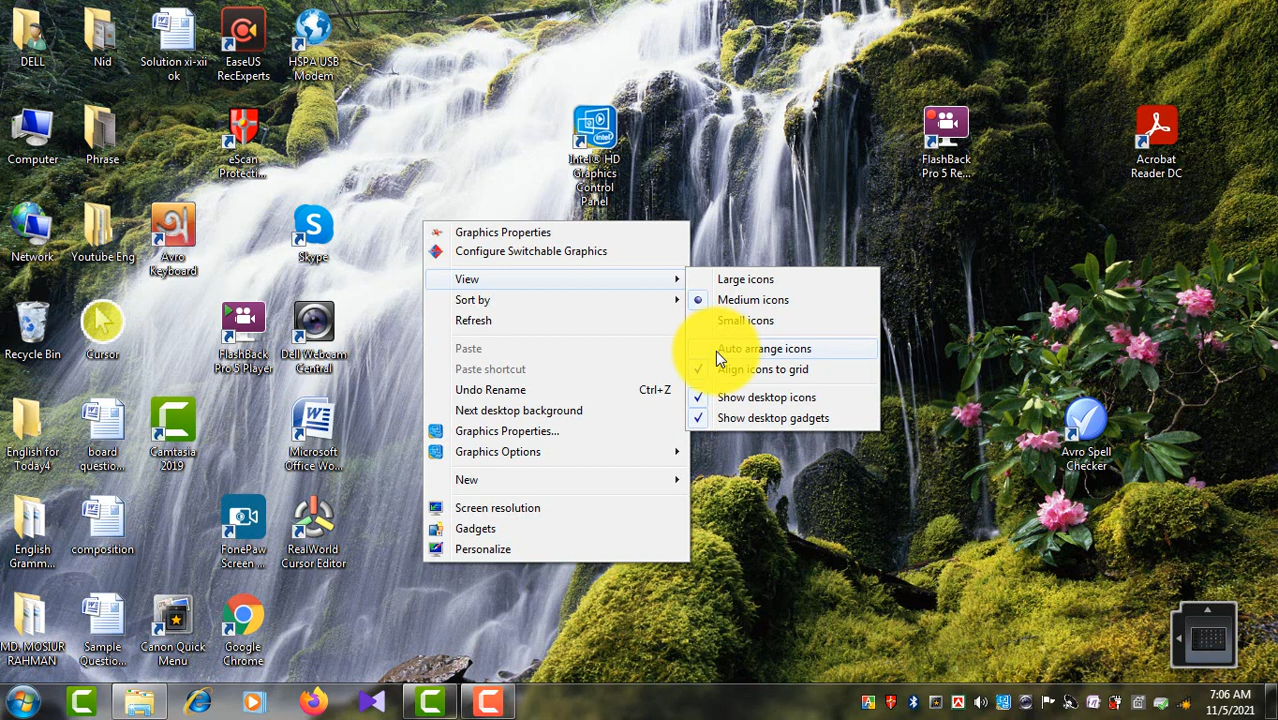 DELL
Nid
Solution xi-xii
ok
EaseUS
RecExperts
HSPA USB
Modem
Computer
Phrase
eScan
Protecti...
Intel® HD
Graphics
Control
Panel
FlashBack
Pro 5 Re...
Acrobat
Reader DC
Network
Youtube Eng
Avro
Keyboard
Skype
Recycle Bin
Cursor
FlashBack
Pro 5 Player
Dell Webcam
Central
English for
Today4
board
questio...
Camtasia
2019
Microsoft
Office Wo...
Avro Spell
Checker
English
Gramm...
composition
FonePaw
Screen ...
RealWorld
Cursor Editor
MD. MOSIUR
RAHMAN
Sample
Questio...
Canon Quick
Menu
Google
Chrome
Graphics Properties
Configure Switchable Graphics
View
Sort by
Refresh
Paste
Paste shortcut
Undo Rename Ctrl+Z
Next desktop background
Graphics Properties...
Graphics Options
New
Screen resolution
Gadgets
Personalize
Large icons
Medium icons
Small icons
Auto arrange icons
Align icons to grid
Show desktop icons
Show desktop gadgets
7:06 AM
11/5/2021